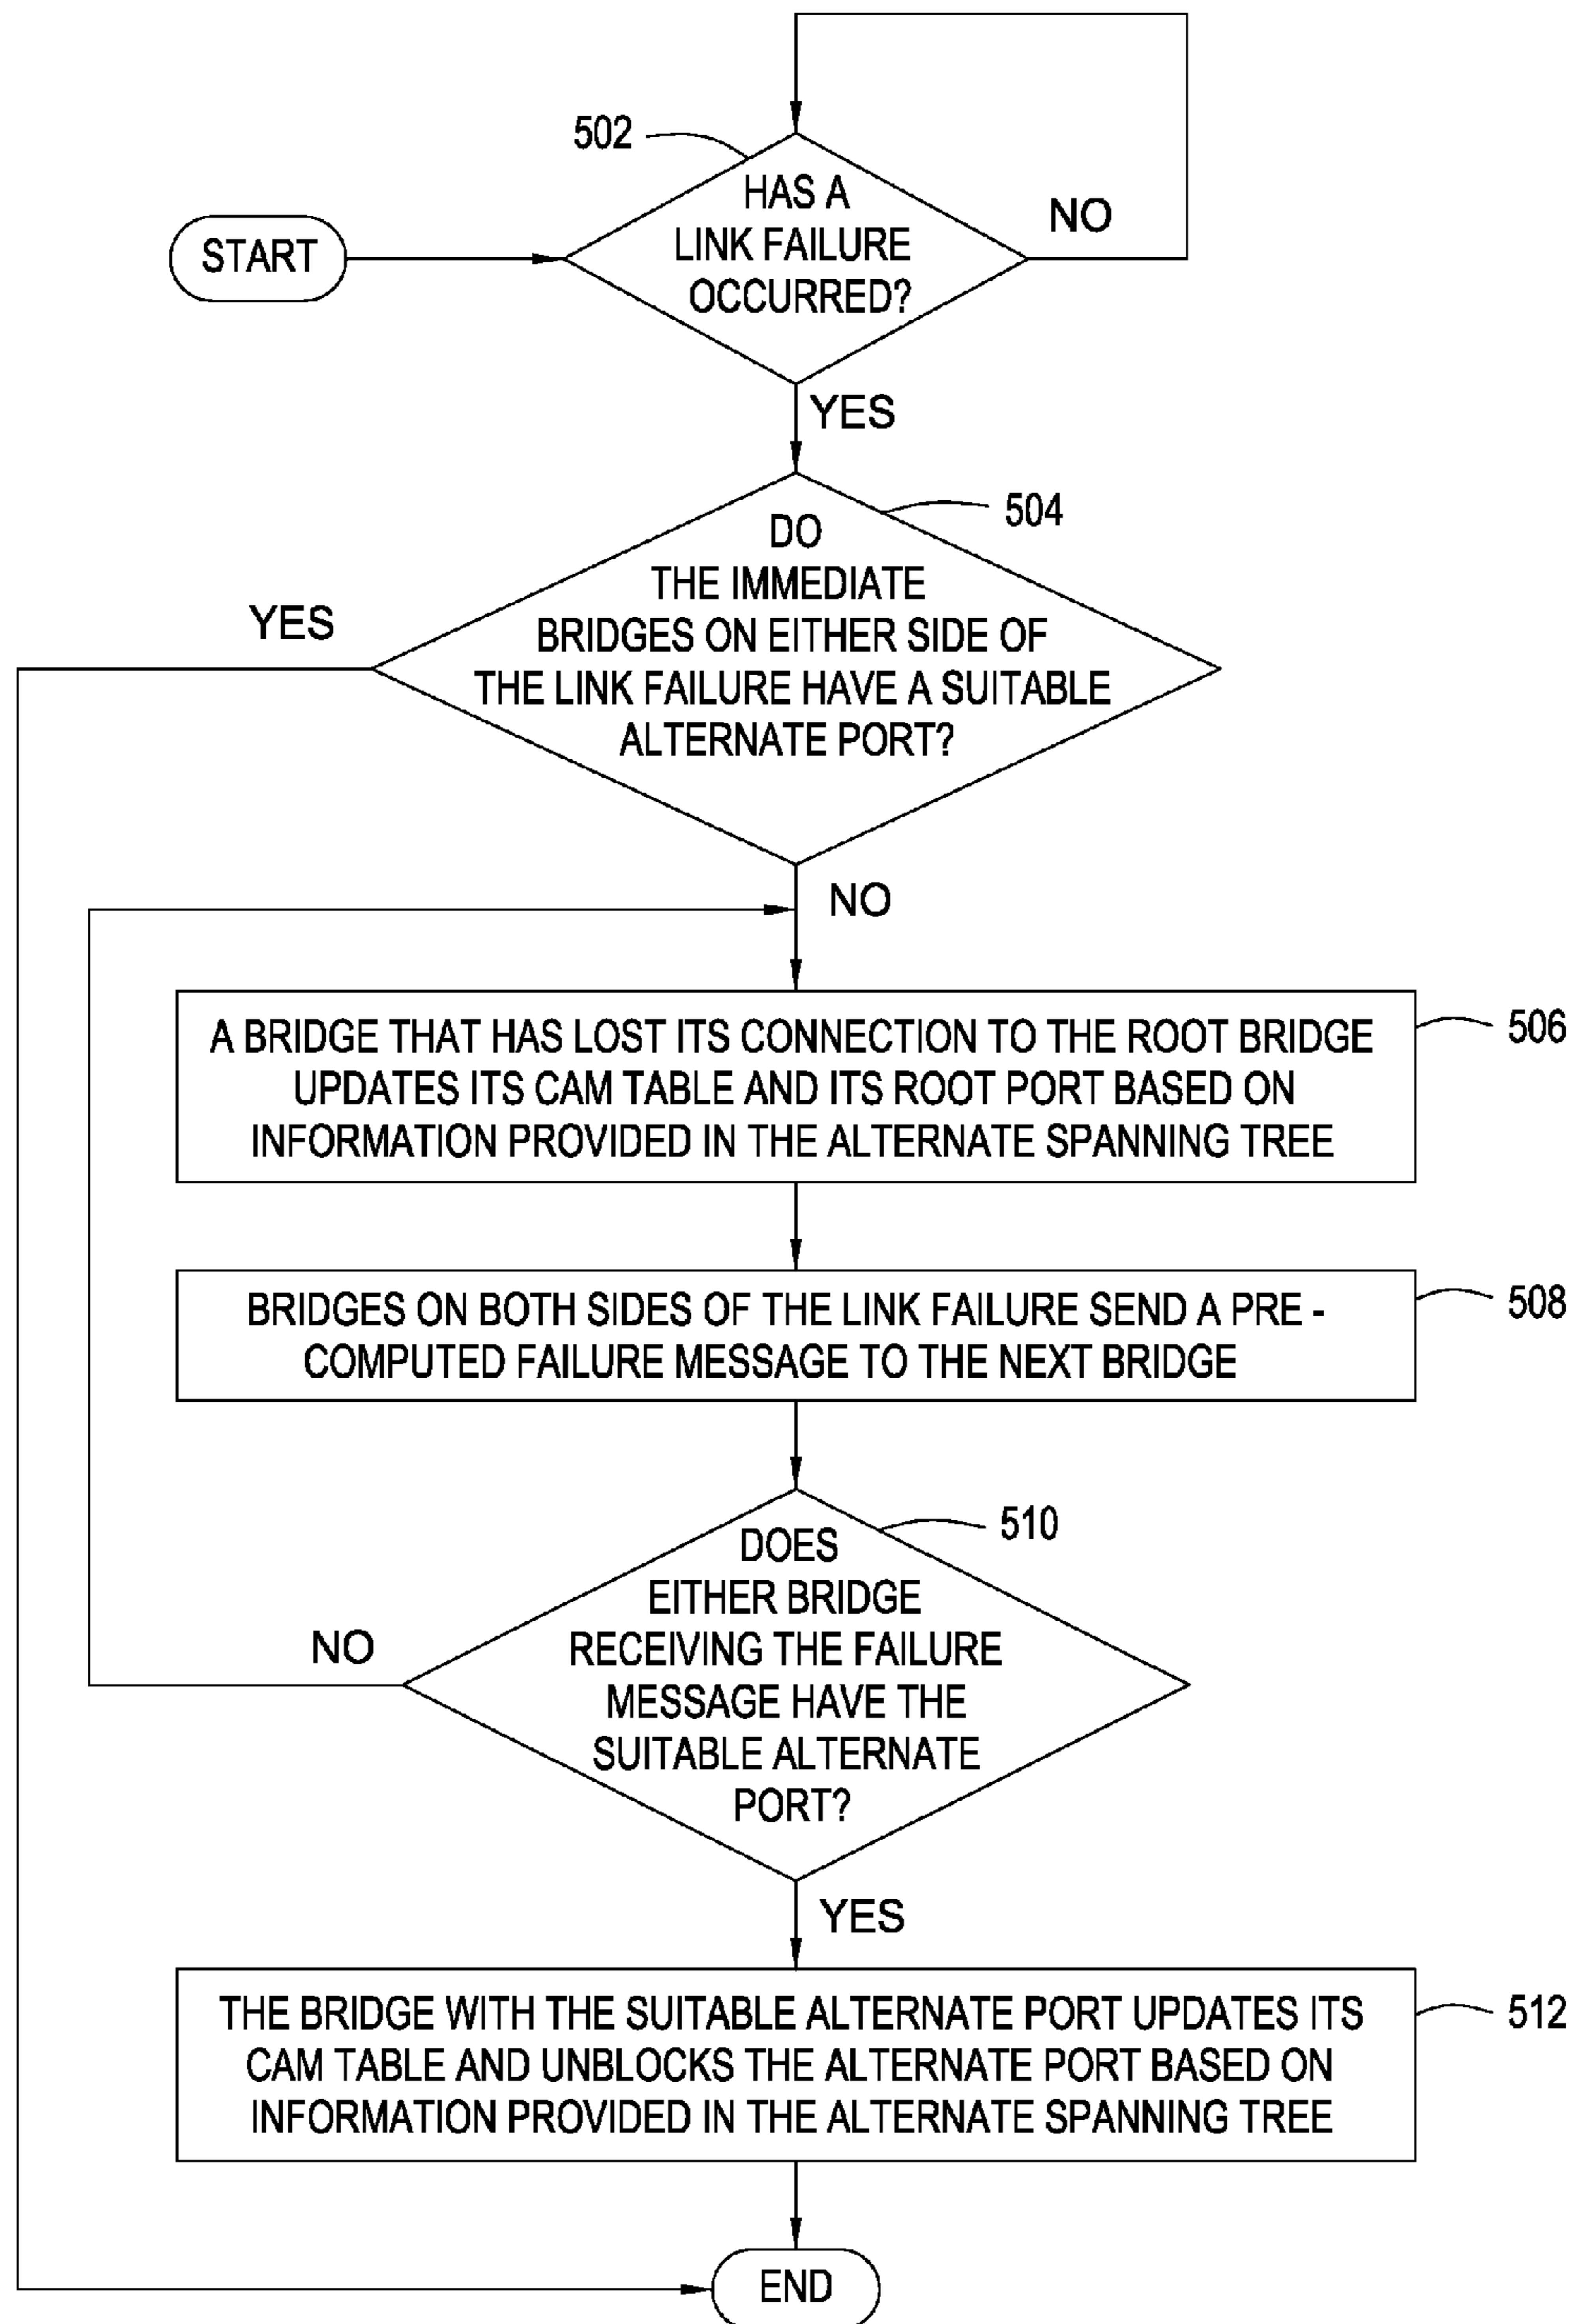 502
HAS A
LINK FAILURE
OCCURRED?
NO
START
YES
504
DO
THE IMMEDIATE
BRIDGES ON EITHER SIDE OF
THE LINK FAILURE HAVE A SUITABLE
ALTERNATE PORT?
YES
NO
A BRIDGE THAT HAS LOST ITS CONNECTION TO THE ROOT BRIDGE
UPDATES ITS CAM TABLE AND ITS ROOT PORT BASED ON
INFORMATION PROVIDED IN THE ALTERNATE SPANNING TREE
506
BRIDGES ON BOTH SIDES OF THE LINK FAILURE SEND A PRE -
COMPUTED FAILURE MESSAGE TO THE NEXT BRIDGE
508
510
DOES
EITHER BRIDGE
RECEIVING THE FAILURE
MESSAGE HAVE THE
SUITABLE ALTERNATE
PORT?
NO
YES
THE BRIDGE WITH THE SUITABLE ALTERNATE PORT UPDATES ITS
CAM TABLE AND UNBLOCKS THE ALTERNATE PORT BASED ON
INFORMATION PROVIDED IN THE ALTERNATE SPANNING TREE
512
END